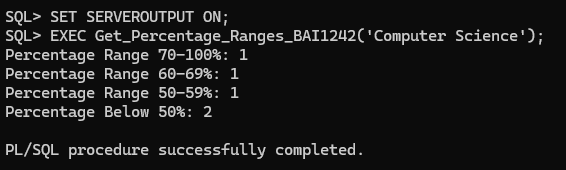 SQL> SET SERVEROUTPUT ON;
SQL> EXEC Get_Percentage_Ranges_BAI1242('Computer Science');
Percentage Range 70-100%: 1
Percentage Range 60-69%: 1
Percentage Range 50-59%: 1
Percentage Below 50%: 2

PL/SQL procedure successfully completed.